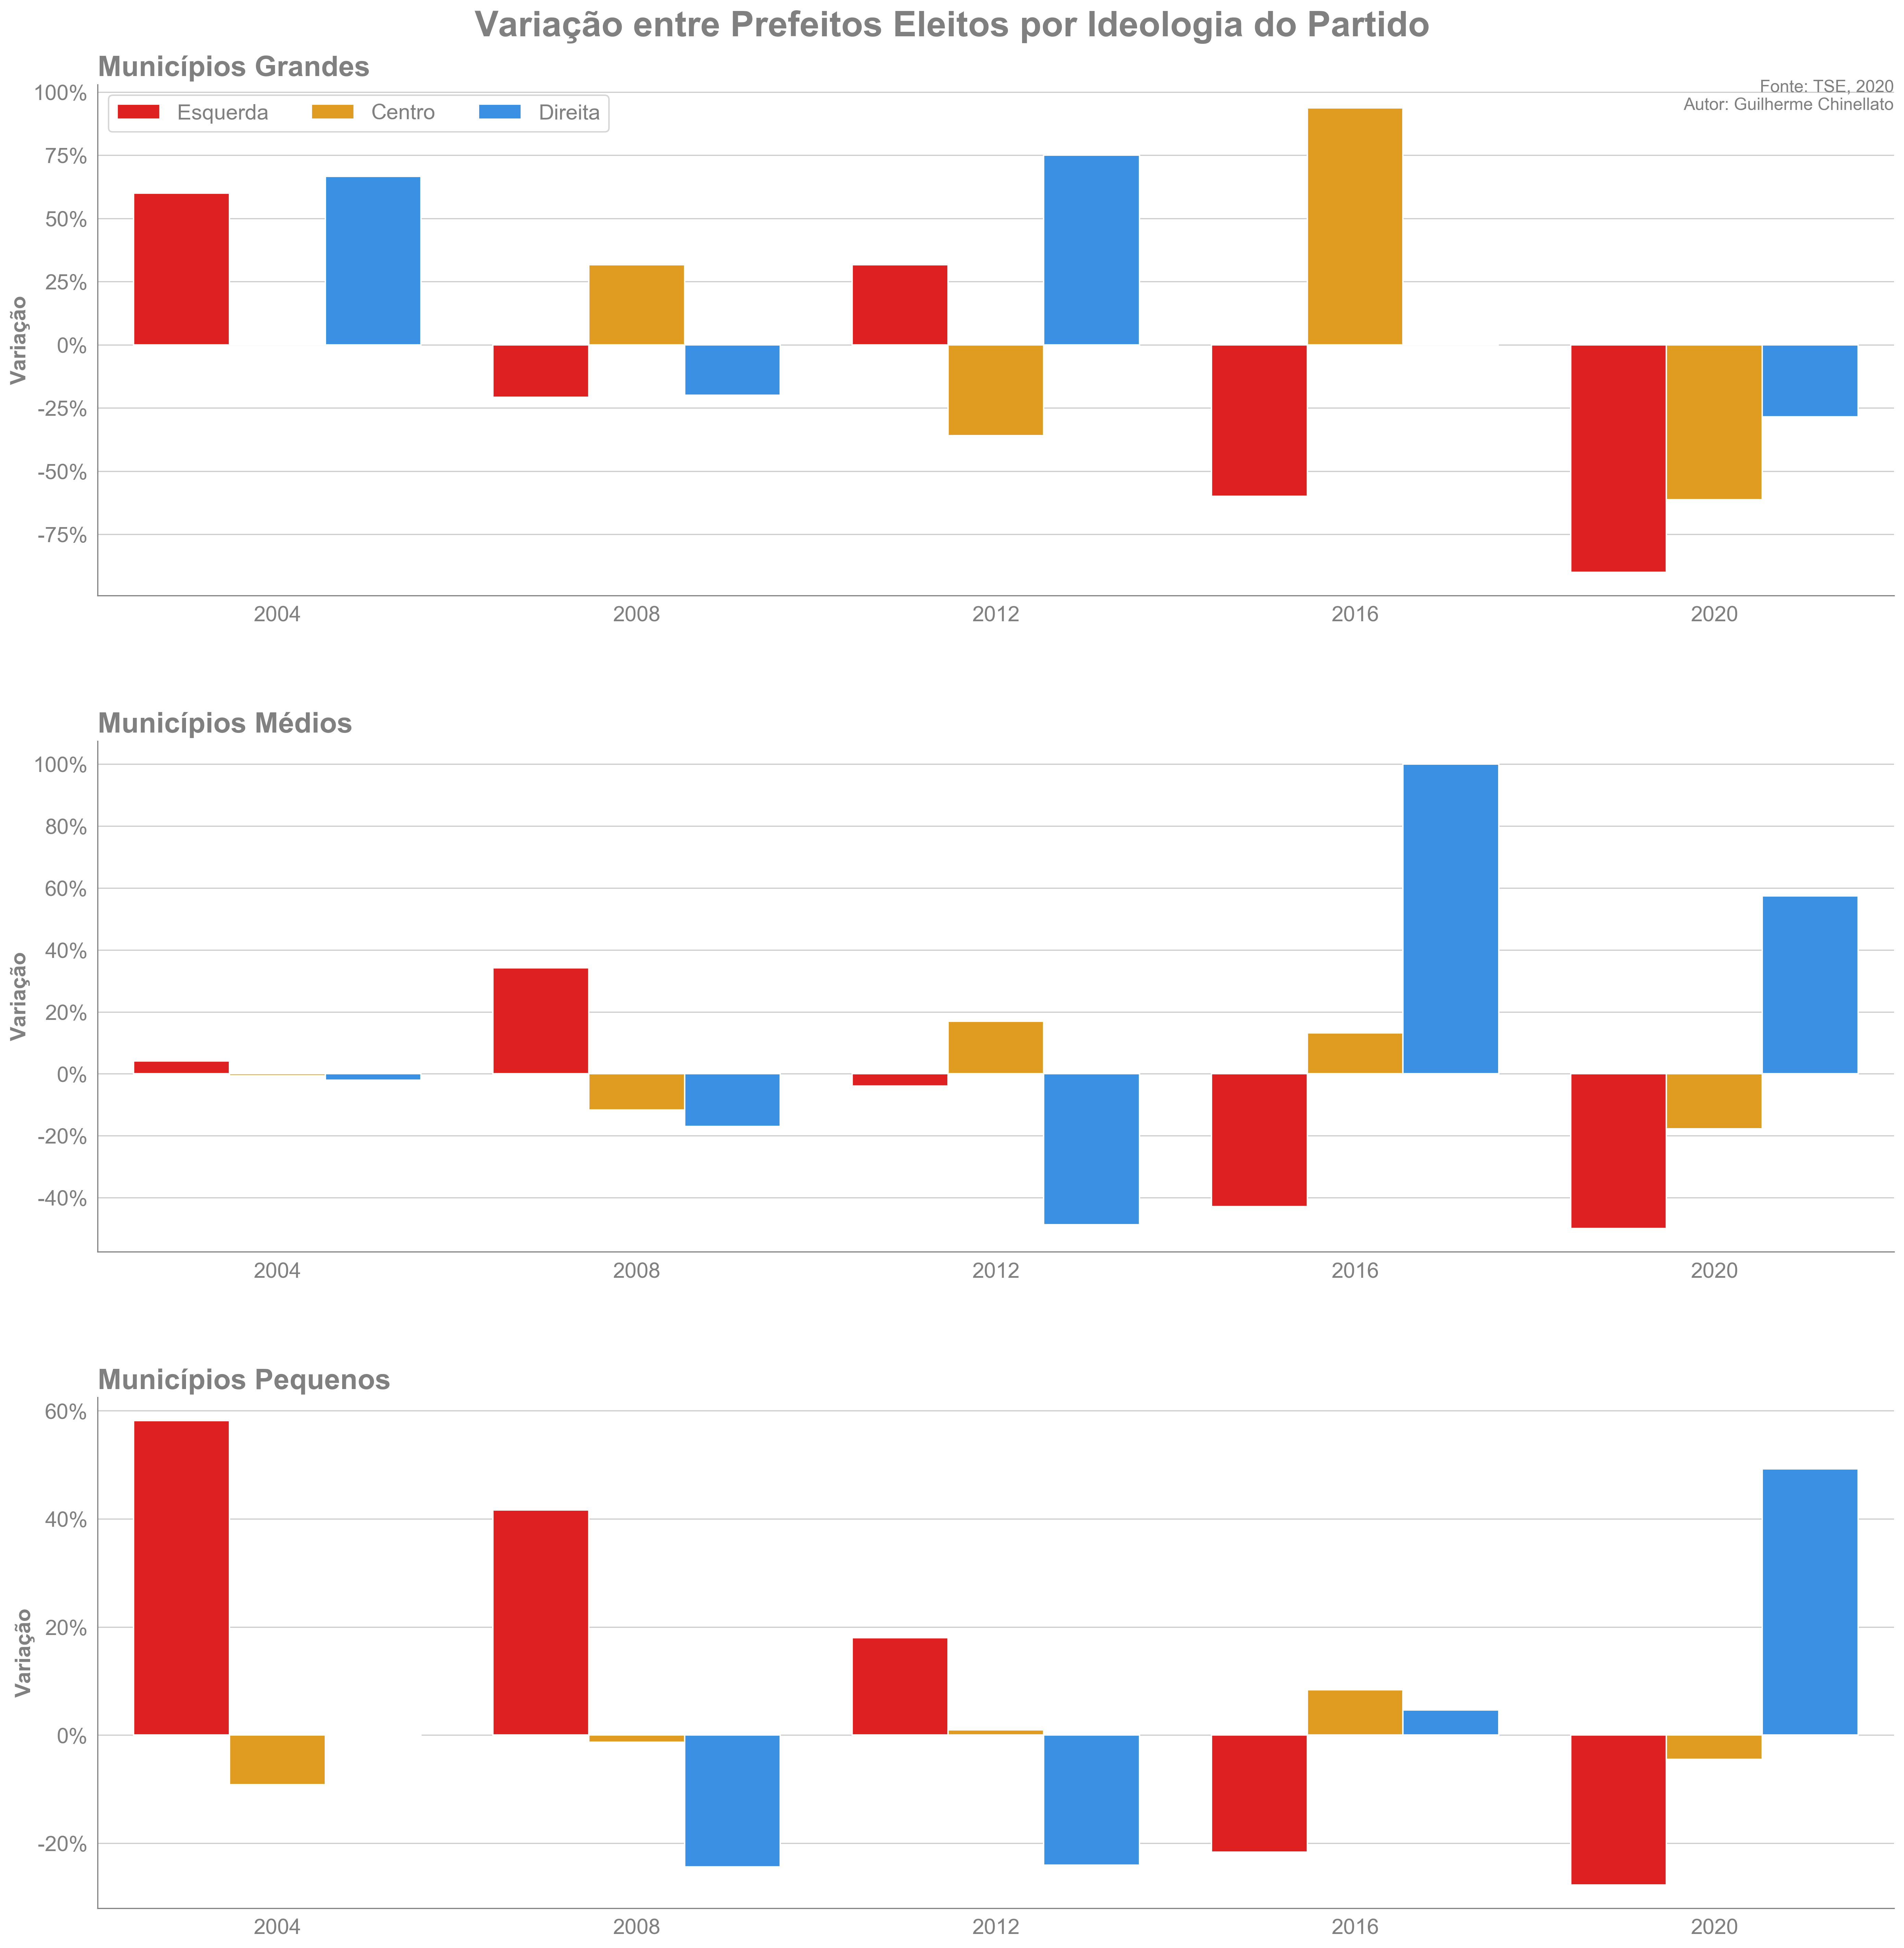 Variação entre Prefeitos Eleitos por Ideologia do Partido
Municípios Grandes
Fonte: TSE, 2020
Autor: Guilherme Chinellato
Esquerda Centro Direita
100%
75%
50%
25%
0%
-25%
-50%
-75%
Variação
2004 2008 2012 2016 2020
Municípios Médios
100%
80%
60%
40%
20%
0%
-20%
-40%
Variação
2004 2008 2012 2016 2020
Municípios Pequenos
60%
40%
20%
0%
-20%
Variação
2004 2008 2012 2016 2020